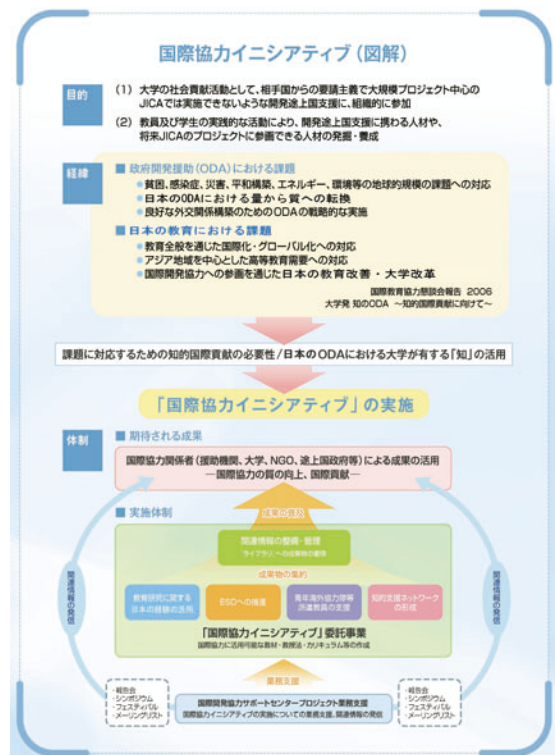 国際協力イニシアティブ（図解）
目的
（1） 大学の社会貢献活動として、相手国からの要請主義で大規模プロジェクト中心の
JICAでは実施できないような開発途上国支援に、組織的に参加
（2） 教員及び学生の実践的な活動により、開発途上国支援に携わる人材や、
将来JICAのプロジェクトに参画できる人材の発掘・養成
経緯
■ 政府開発援助（ODA）における課題
●貧困、感染症、災害、平和構築、エネルギー、環境等の地球的規模の課題への対応
●日本のODAにおける量から質への転換
●良好な外交関係構築のためのODAの戦略的な実施
■ 日本の教育における課題
●教育全般を通じた国際化・グローバル化への対応
●アジア地域を中心とした高等教育需要への対応
●国際開発協力への参画を通じた日本の教育改善・大学改革
国際教育協力懇談会報告 2006
大学発 知のODA ～知的国際貢献に向けて～
課題に対応するための知的国際貢献の必要性/日本のODAにおける大学が有する「知」の活用
「国際協力イニシアティブ」の実施
体制
■ 期待される成果
国際協力関係者（援助機関、大学、NGO、途上国政府等）による成果の活用
―国際協力の質の向上、国際貢献―
成果の普及
■ 実施体制
関連情報の整備・管理
ライブラリーへの成果物の蓄積
成果物の集約
教育研究に関する
日本の経験の活用
ESDへの推進
青年海外協力隊等
派遣教員の支援
知的支援ネットワーク
の形成
「国際協力イニシアティブ」委託事業
国際協力に活用可能な教材・教授法・カリキュラム等の作成
関連情報の発信
関連情報の発信
業務支援
・報告会
・シンポジウム
・フェスティバル
・メーリングリスト
国際開発協力サポートセンタープロジェクト業務支援
国際協力イニシアティブの実施についての業務支援、関連情報の発信
・報告会
・シンポジウム
・フェスティバル
・メーリングリスト